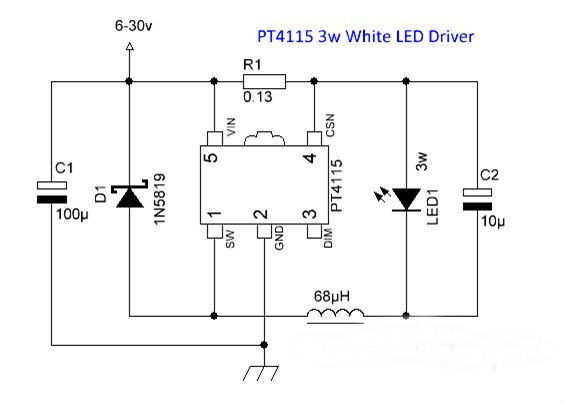 6-30v
PT4115 3w White LED Driver
R1
0.13
VIN
CSN
5
4
C1
100µ
D1
1N5819
PT4115
3w
LED1
C2
10µ
1
2
3
SW
GND
DIM
68µH